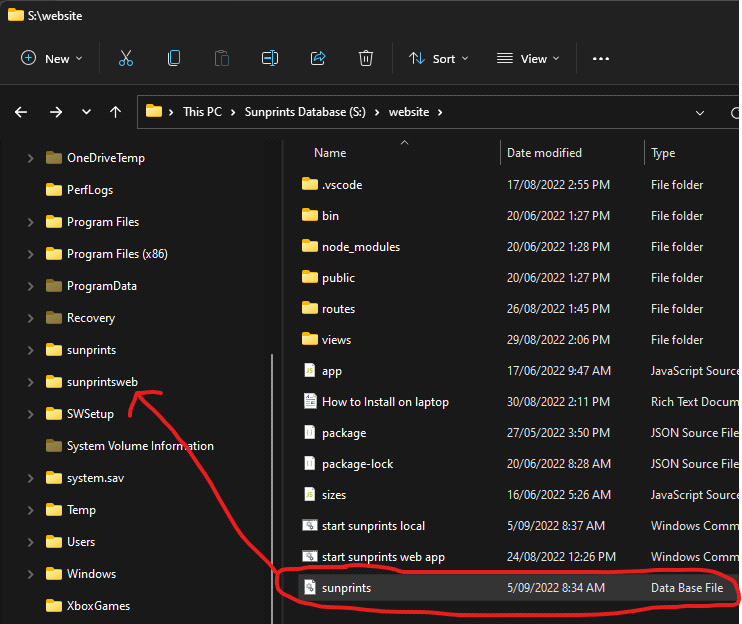 S:\website
New
Sort
View
This PC > Sunprints Database (S:) > website >
OneDriveTemp
PerfLogs
Program Files
Program Files (x86)
ProgramData
Recovery
sunprints
sunprintsweb
SWSetup
System Volume Information
system.sav
Temp
Users
Windows
XboxGames
Name Date modified Type
.vscode 17/08/2022 2:55 PM File folder
bin 20/06/2022 1:27 PM File folder
node_modules 20/06/2022 1:28 PM File folder
public 20/06/2022 1:27 PM File folder
routes 26/08/2022 1:45 PM File folder
views 29/08/2022 2:06 PM File folder
app 17/06/2022 9:47 AM JavaScript Source
How to Install on laptop 30/08/2022 2:11 PM Rich Text Docum
package 27/05/2022 3:50 PM JSON Source File
package-lock 20/06/2022 8:28 AM JSON Source File
sizes 16/06/2022 5:26 AM JavaScript Source
start sunprints local 5/09/2022 8:37 AM Windows Comm
start sunprints web app 24/08/2022 12:26 PM Windows Comm
sunprints 5/09/2022 8:34 AM Data Base File